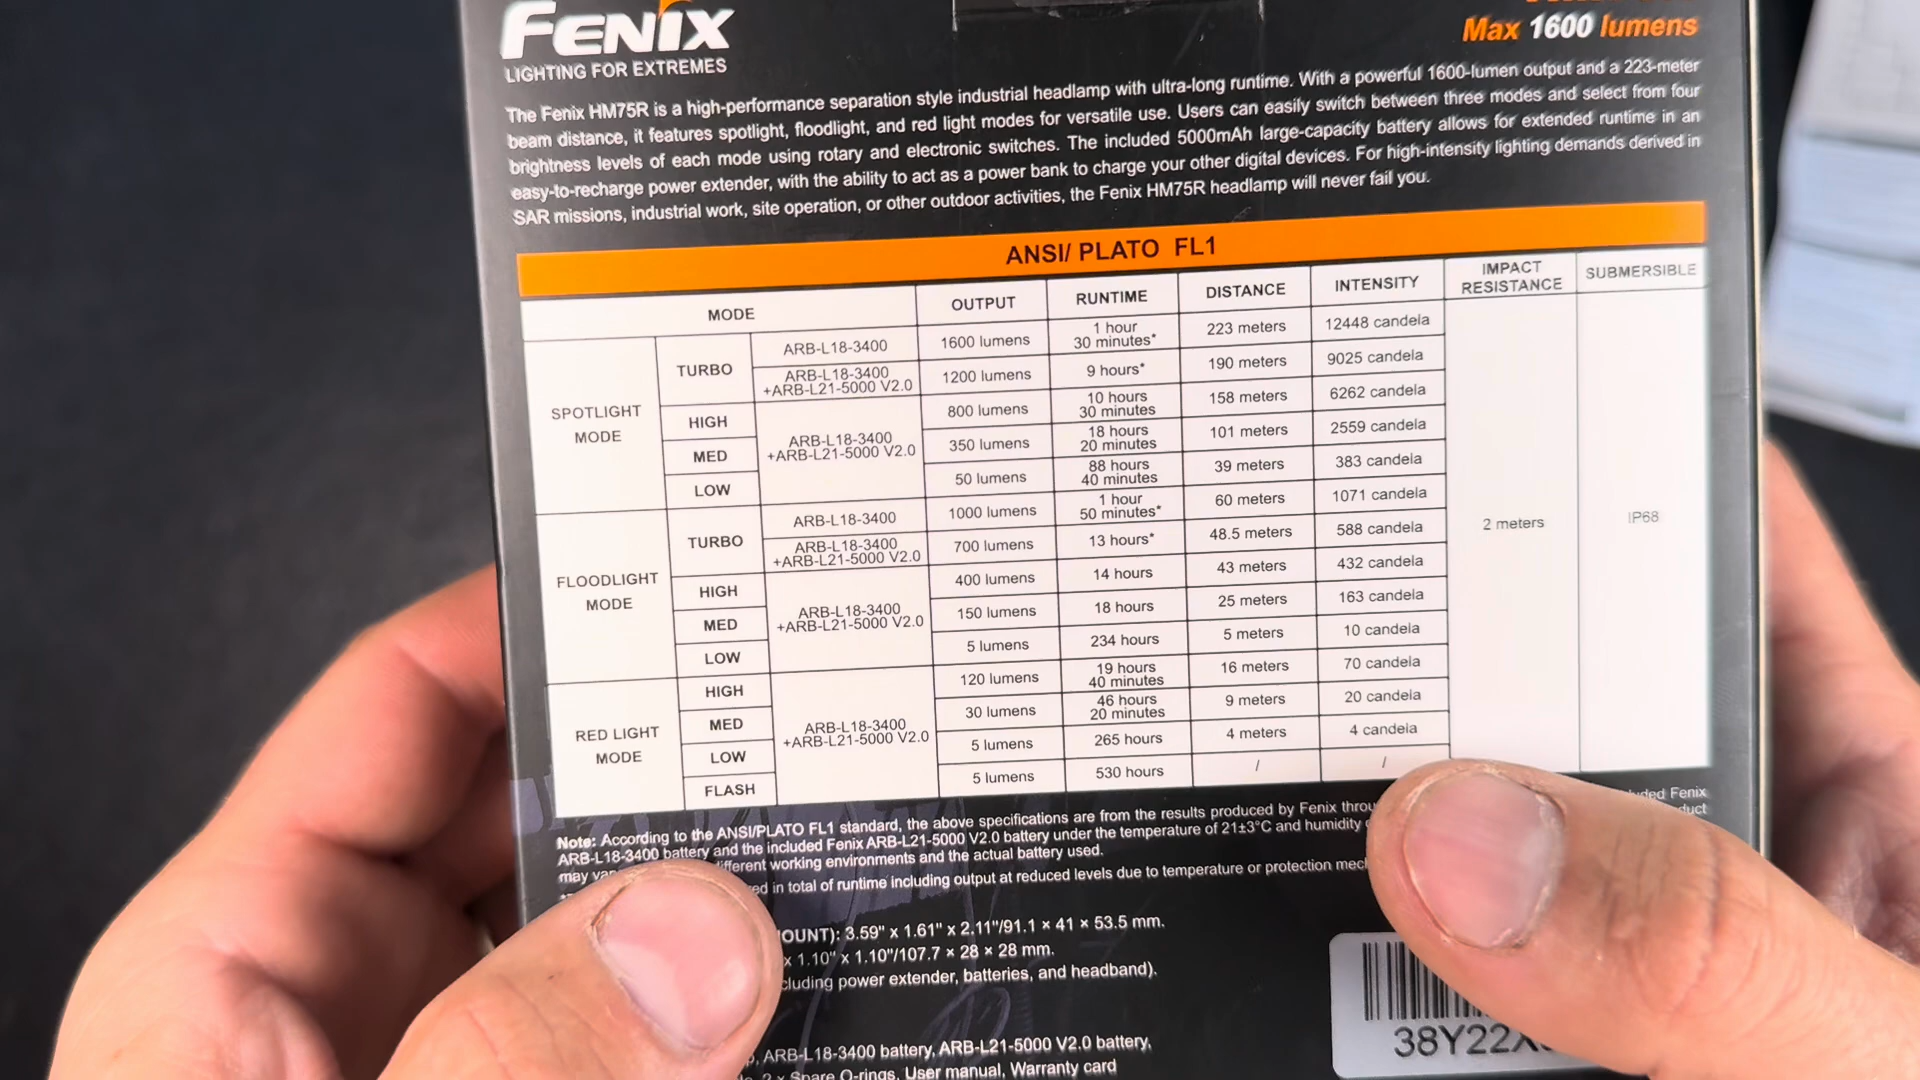 FENIX
LIGHTING FOR EXTREMES
Max 1600 lumens
The Fenix HM75R is a high-performance separation style industrial headlamp with ultra-long runtime. With a powerful 1600-lumen output and a 223-meter
beam distance, it features spotlight, floodlight, and red light modes for versatile use. Users can easily switch between three modes and select from four
brightness levels of each mode using rotary and electronic switches. The included 5000mAh large-capacity battery allows for extended runtime in an
easy-to-recharge power extender, with the ability to act as a power bank to charge your other digital devices. For high-intensity lighting demands derived in
SAR missions, industrial work, site operation, or other outdoor activities, the Fenix HM75R headlamp will never fail you.
ANSI/ PLATO FL1
MODE OUTPUT RUNTIME DISTANCE INTENSITY IMPACT RESISTANCE SUBMERSIBLE
SPOTLIGHT MODE TURBO ARB-L18-3400 1600 lumens 1 hour 30 minutes* 223 meters 12448 candela 2 meters IP68
ARB-L18-3400 +ARB-L21-5000 V2.0 1200 lumens 9 hours* 190 meters 9025 candela
HIGH ARB-L18-3400 +ARB-L21-5000 V2.0 800 lumens 10 hours 30 minutes 158 meters 6262 candela
MED 350 lumens 18 hours 20 minutes 101 meters 2559 candela
LOW 50 lumens 88 hours 40 minutes 39 meters 383 candela
FLOODLIGHT MODE TURBO ARB-L18-3400 1000 lumens 1 hour 50 minutes* 60 meters 1071 candela
ARB-L18-3400 +ARB-L21-5000 V2.0 700 lumens 13 hours* 48.5 meters 588 candela
HIGH ARB-L18-3400 +ARB-L21-5000 V2.0 400 lumens 14 hours 43 meters 432 candela
MED 150 lumens 18 hours 25 meters 163 candela
LOW 5 lumens 234 hours 5 meters 10 candela
RED LIGHT MODE HIGH ARB-L18-3400 +ARB-L21-5000 V2.0 120 lumens 19 hours 40 minutes 16 meters 70 candela
MED 30 lumens 46 hours 20 minutes 9 meters 20 candela
LOW 5 lumens 265 hours 4 meters 4 candela
FLASH 5 lumens 530 hours / /
Note: According to the ANSI/PLATO FL1 standard, the above specifications are from the results produced by Fenix Fenix
ARB-L18-3400 battery and the included Fenix ARB-L21-5000 V2.0 battery under the temperature of 21±3°C and humidity
may different working environments and the actual battery used.
in total of runtime including output at reduced levels due to temperature or protection
3.59" x 1.61" x 2.11"/91.1 × 41 × 53.5 mm.
x 1.10" x 1.10"/107.7 × 28 × 28 mm.
power extender, batteries, and headband).
ARB-L18-3400 battery, ARB-L21-5000 V2.0 battery,
2 × Spare O-rings, User manual, Warranty card
38Y22